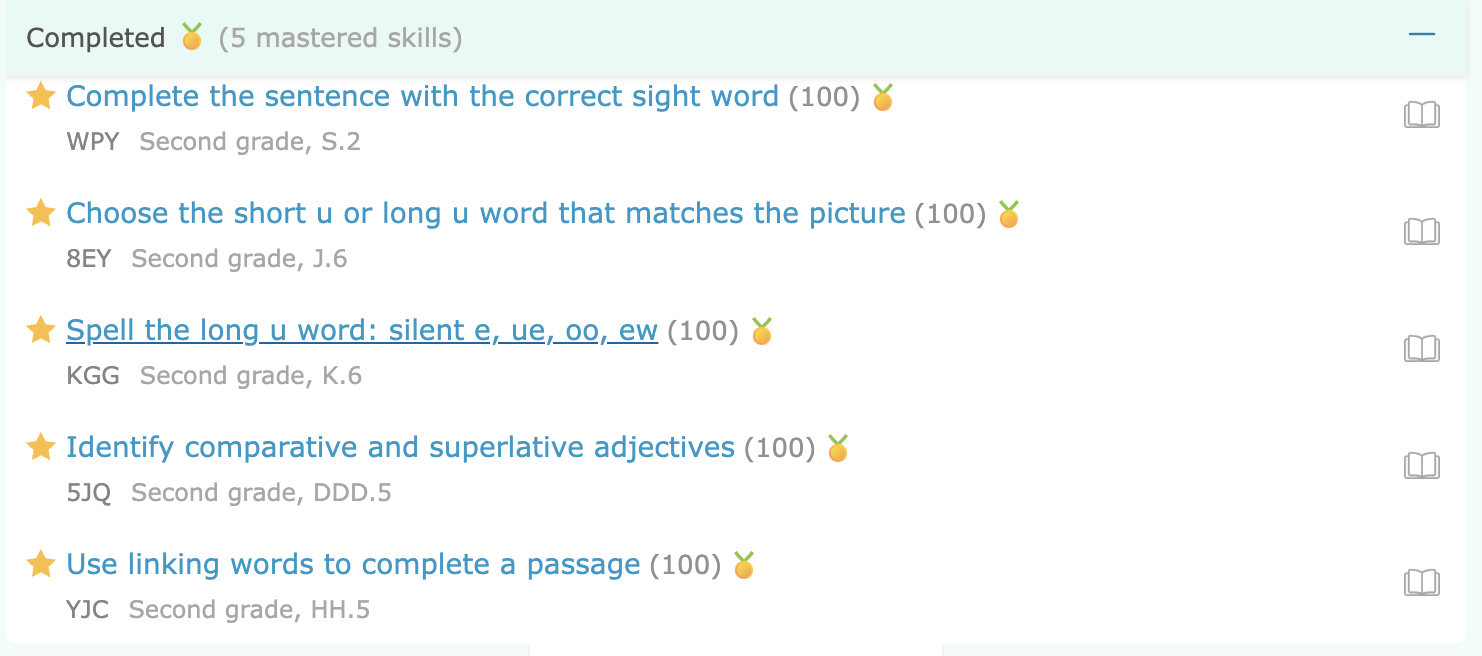 Completed (5 mastered skills)
Complete the sentence with the correct sight word (100)
WPY Second grade, S.2
Choose the short u or long u word that matches the picture (100)
8EY Second grade, J.6
Spell the long u word: silent e, ue, oo, ew (100)
KGG Second grade, K.6
Identify comparative and superlative adjectives (100)
5JQ Second grade, DDD.5
Use linking words to complete a passage (100)
YJC Second grade, HH.5